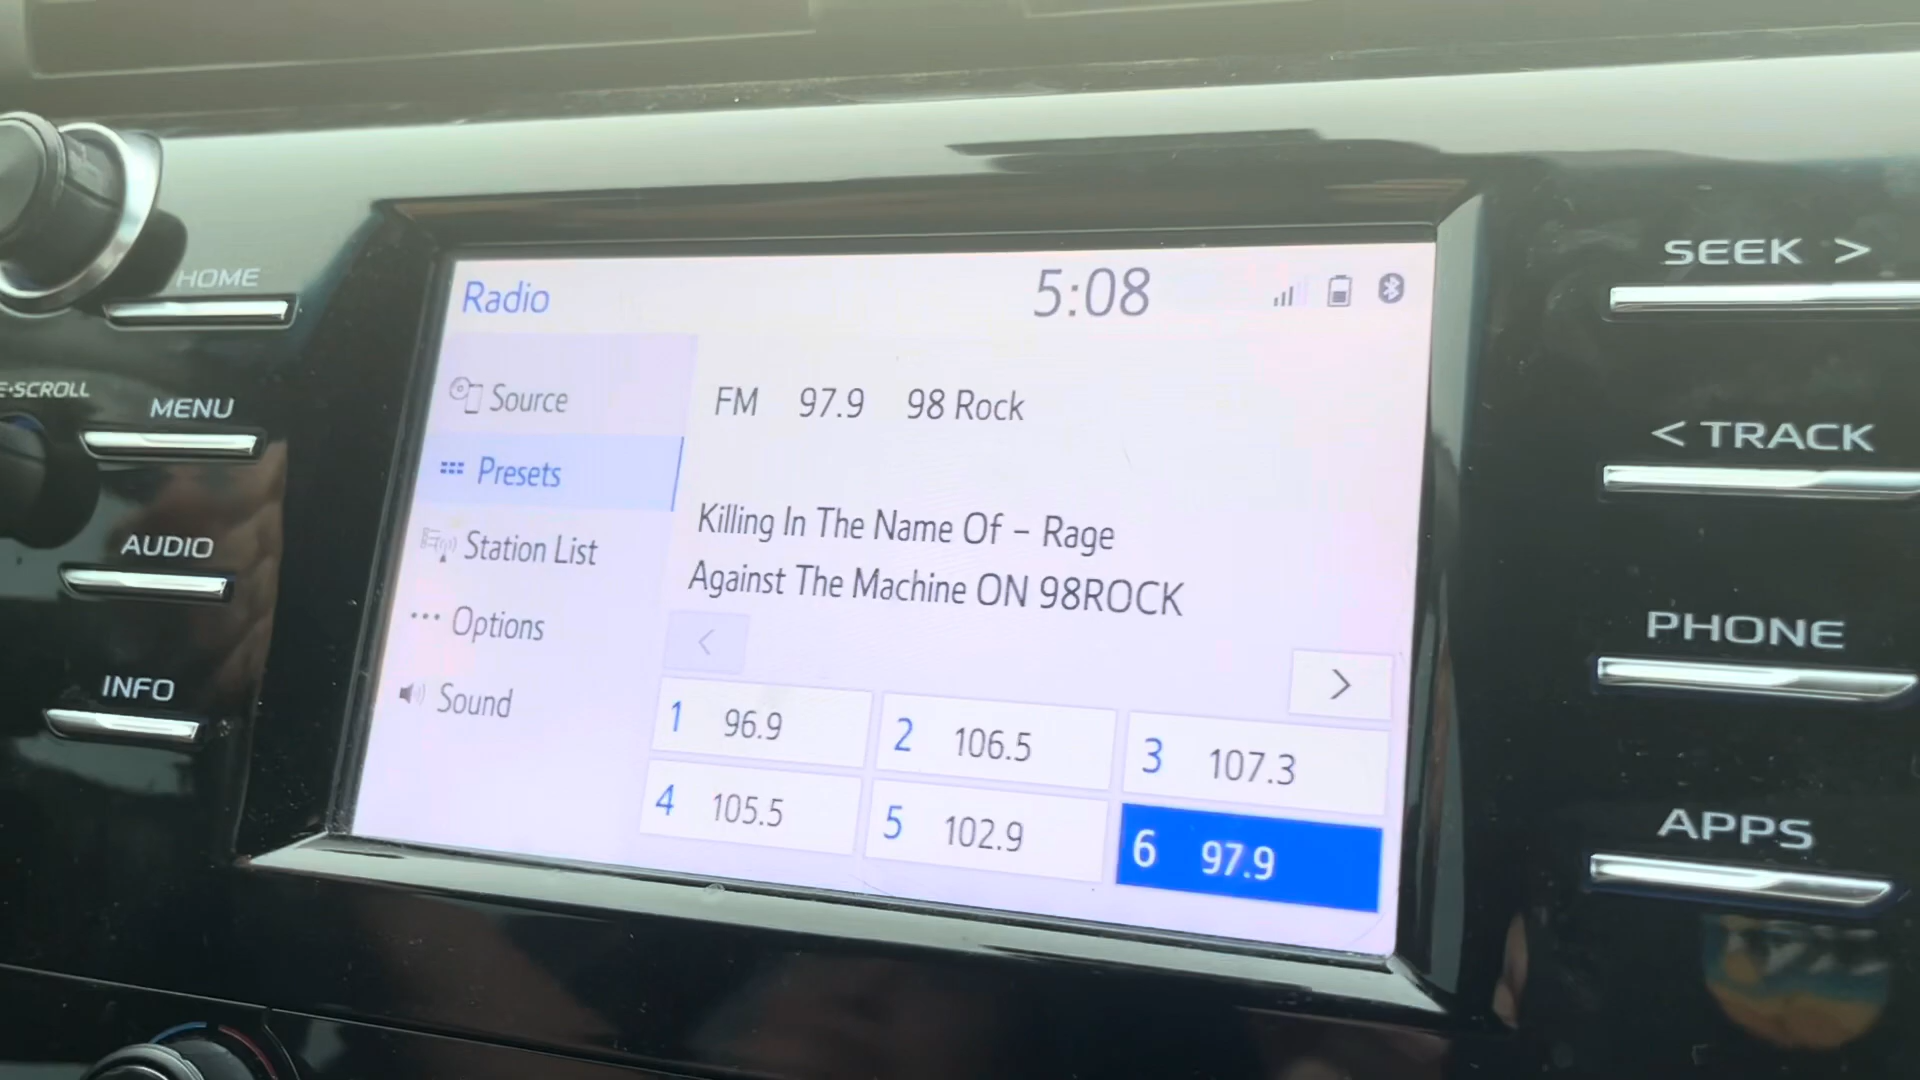 HOME
E•SCROLL
MENU
AUDIO
INFO
Radio
5:08
Source
Presets
Station List
Options
Sound
FM 97.9 98 Rock
Killing In The Name Of – Rage
Against The Machine ON 98ROCK
<
>
1 96.9
2 106.5
3 107.3
4 105.5
5 102.9
6 97.9
SEEK >
< TRACK
PHONE
APPS